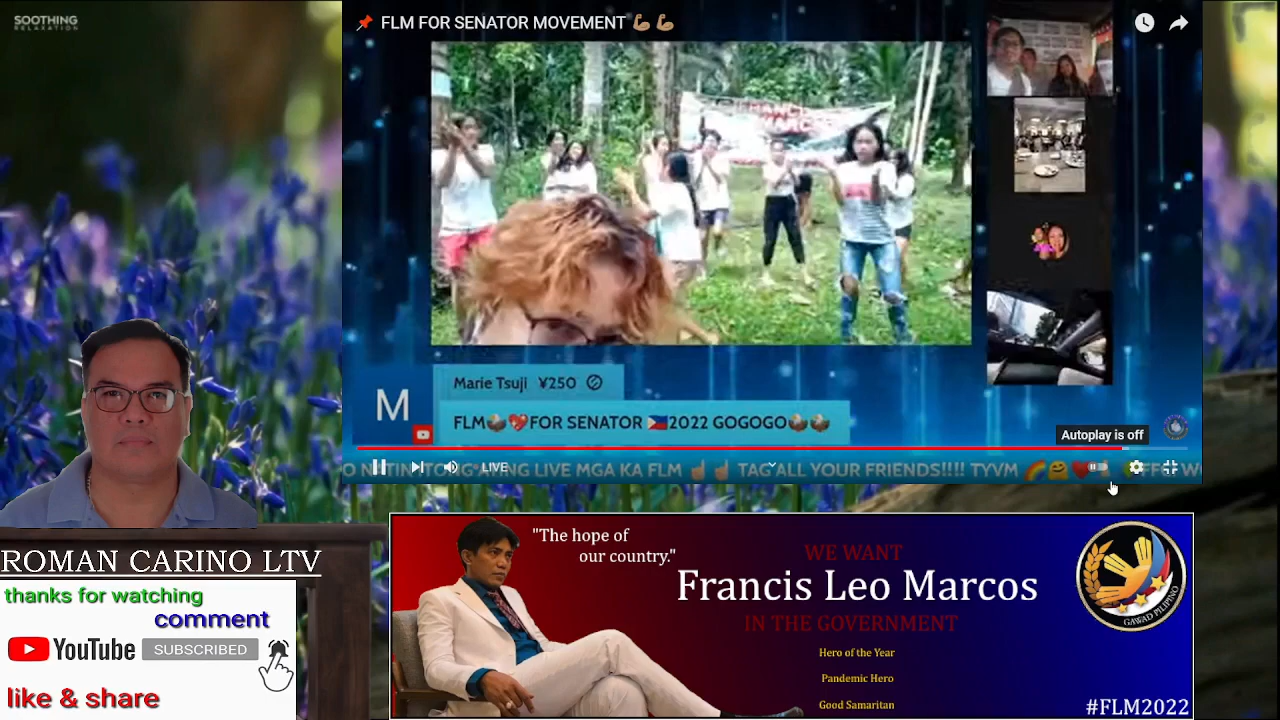 SOOTHING
RELAXATION
📌 FLM FOR SENATOR MOVEMENT 💪🏽 💪🏽
Marie Tsuji ¥250
M
FLM FOR SENATOR 🇵🇭2022 GOGOGO
Autoplay is off
LIVE
LIVE MGA KA FLM ☝ ☝ TAG ALL YOUR FRIENDS!!!! TYVM 🌈🤗❤
ROMAN CARINO LTV
thanks for watching
comment
YouTube SUBSCRIBED
like & share
"The hope of
our country."
WE WANT
Francis Leo Marcos
IN THE GOVERNMENT
Hero of the Year
Pandemic Hero
Good Samaritan
GAWAD PILIPINO
#FLM2022